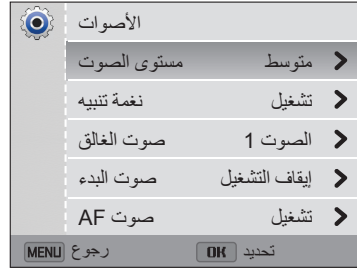 الأصوات
مستوى الصوت متوسط
نغمة تنبيه تشغيل
صوت الغالق الصوت 1
صوت البدء إيقاف التشغيل
صوت AF تشغيل
MENU رجوع OK تحديد